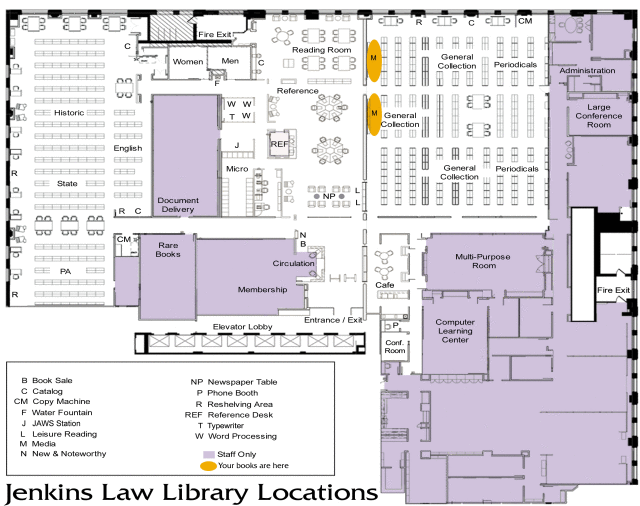 R
C
CM
Fire Exit
C
Reading Room
M
General
Collection
Periodicals
Administration
Women
Men
C
F
Reference
Large
Conference
Room
Historic
W W
T W
M
General
Collection
English
J
REF
R
State
Micro
General
Collection
Periodicals
L
NP
L
Document
Delivery
R C
CM
Rare
Books
N
B
Circulation
Multi-Purpose
Room
PA
Membership
Cafe
Fire Exit
R
Entrance / Exit
Elevator Lobby
P
Computer
Learning
Center
Conf.
Room
B Book Sale
C Catalog
CM Copy Machine
F Water Fountain
J JAWS Station
L Leisure Reading
M Media
N New & Noteworthy
NP Newspaper Table
P Phone Booth
R Reshelving Area
REF Reference Desk
T Typewriter
W Word Processing
Staff Only
Your books are here
Jenkins Law Library Locations